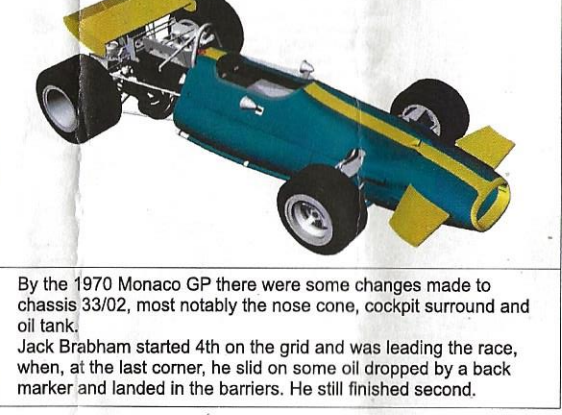 By the 1970 Monaco GP there were some changes made to
chassis 33/02, most notably the nose cone, cockpit surround and
oil tank.
Jack Brabham started 4th on the grid and was leading the race,
when, at the last corner, he slid on some oil dropped by a back
marker and landed in the barriers. He still finished second.